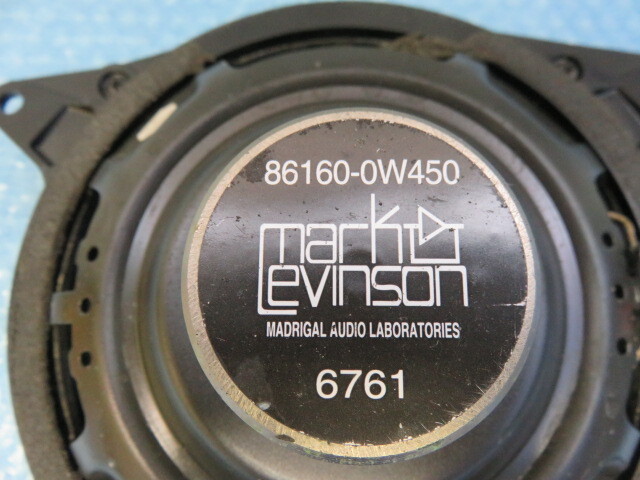 86160-0W450
mark
Levinson
MADRIGAL AUDIO LABORATORIES
6761